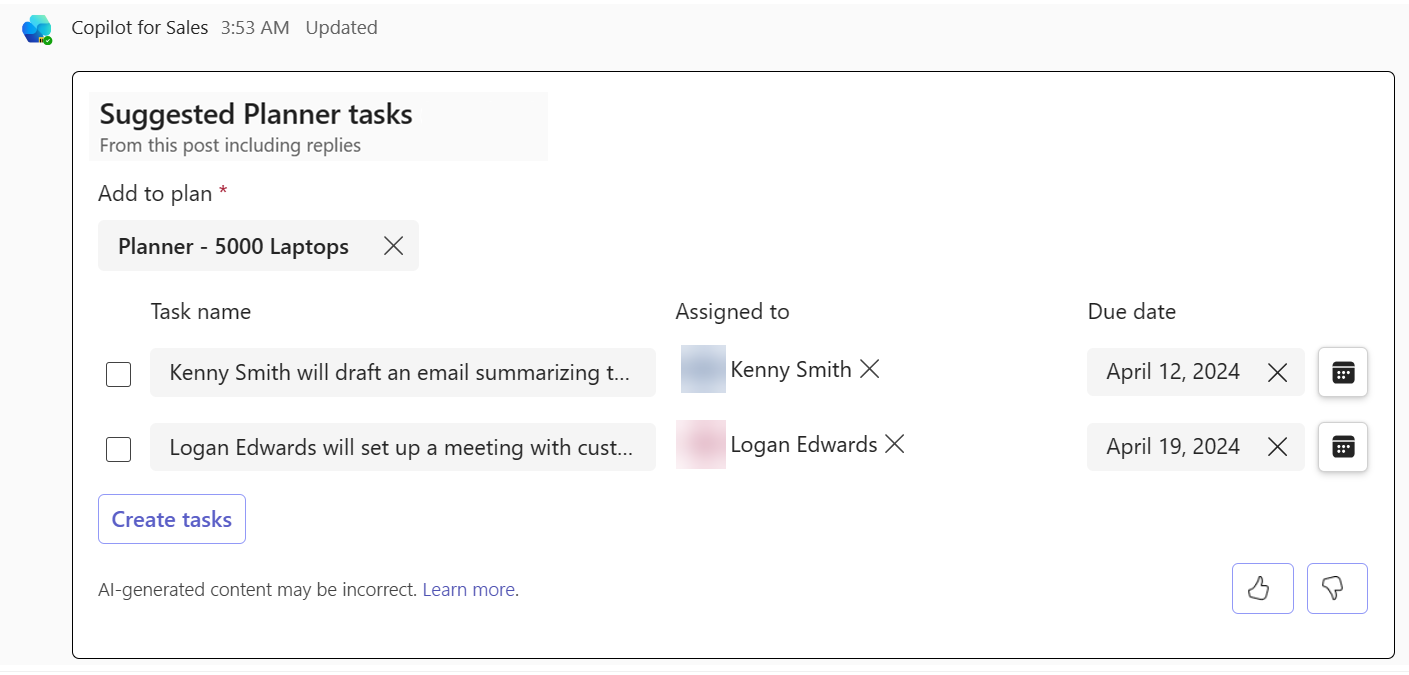 Copilot for Sales 3:53 AM Updated
Suggested Planner tasks
From this post including replies
Add to plan *
Planner - 5000 Laptops
Task name Assigned to Due date
Kenny Smith will draft an email summarizing t... Kenny Smith April 12, 2024
Logan Edwards will set up a meeting with cust... Logan Edwards April 19, 2024
Create tasks
AI-generated content may be incorrect. Learn more.